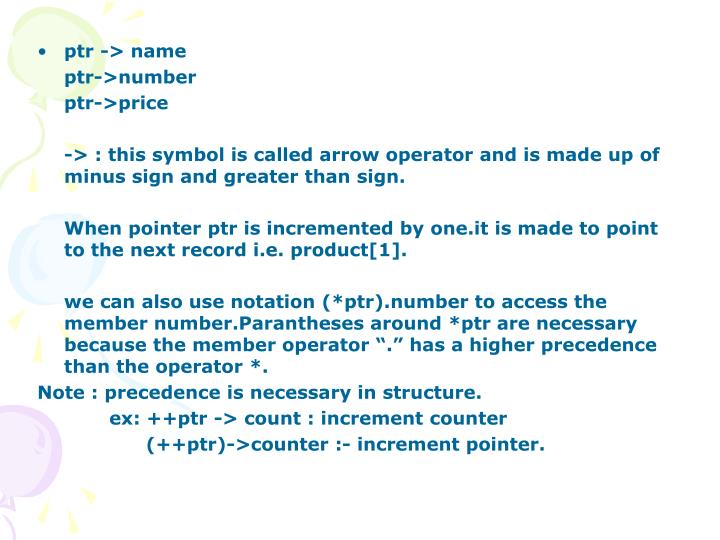 • ptr -> name
ptr->number
ptr->price
-> : this symbol is called arrow operator and is made up of
minus sign and greater than sign.
When pointer ptr is incremented by one.it is made to point
to the next record i.e. product[1].
we can also use notation (*ptr).number to access the
member number.Parantheses around *ptr are necessary
because the member operator “.” has a higher precedence
than the operator *.
Note : precedence is necessary in structure.
ex: ++ptr -> count : increment counter
(++ptr)->counter :- increment pointer.